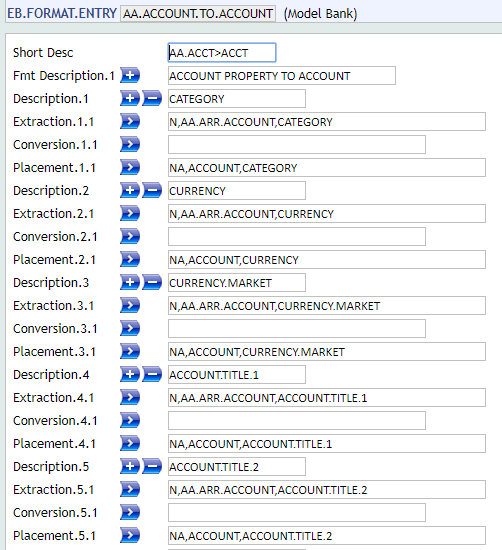 EB.FORMAT.ENTRY AA.ACCOUNT.TO.ACCOUNT (Model Bank)
Short Desc AA.ACCT>ACCT
Fmt Description.1 ACCOUNT PROPERTY TO ACCOUNT
Description.1 CATEGORY
Extraction.1.1 N,AA.ARR.ACCOUNT,CATEGORY
Conversion.1.1
Placement.1.1 NA,ACCOUNT,CATEGORY
Description.2 CURRENCY
Extraction.2.1 N,AA.ARR.ACCOUNT,CURRENCY
Conversion.2.1
Placement.2.1 NA,ACCOUNT,CURRENCY
Description.3 CURRENCY.MARKET
Extraction.3.1 N,AA.ARR.ACCOUNT,CURRENCY.MARKET
Conversion.3.1
Placement.3.1 NA,ACCOUNT,CURRENCY.MARKET
Description.4 ACCOUNT.TITLE.1
Extraction.4.1 N,AA.ARR.ACCOUNT,ACCOUNT.TITLE.1
Conversion.4.1
Placement.4.1 NA,ACCOUNT,ACCOUNT.TITLE.1
Description.5 ACCOUNT.TITLE.2
Extraction.5.1 N,AA.ARR.ACCOUNT,ACCOUNT.TITLE.2
Conversion.5.1
Placement.5.1 NA,ACCOUNT,ACCOUNT.TITLE.2